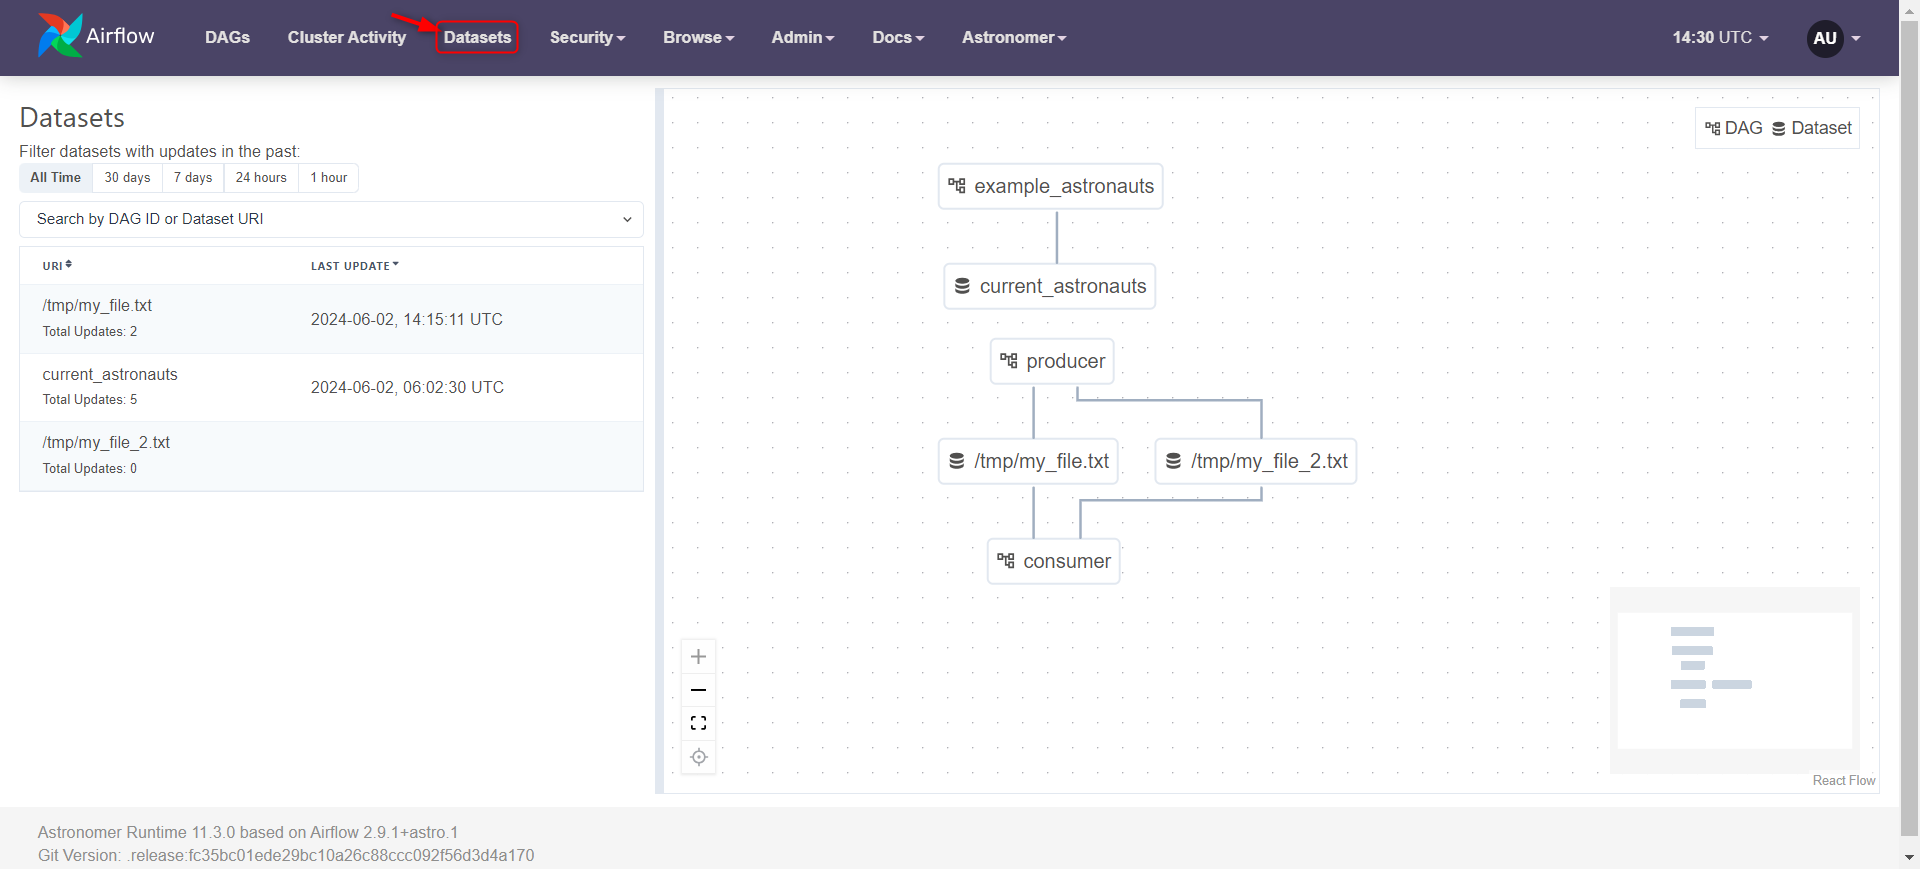 Airflow DAGs Cluster Activity Datasets Security Browse Admin Docs Astronomer 14:30 UTC AU
Datasets
Filter datasets with updates in the past:
All Time 30 days 7 days 24 hours 1 hour
Search by DAG ID or Dataset URI
URI LAST UPDATE
/tmp/my_file.txt
Total Updates: 2
2024-06-02, 14:15:11 UTC
current_astronauts
Total Updates: 5
2024-06-02, 06:02:30 UTC
/tmp/my_file_2.txt
Total Updates: 0
DAG Dataset
example_astronauts
current_astronauts
producer
/tmp/my_file.txt /tmp/my_file_2.txt
consumer
React Flow
Astronomer Runtime 11.3.0 based on Airflow 2.9.1+astro.1
Git Version: .release:fc35bc01ede29bc10a26c88ccc092f56d3d4a170